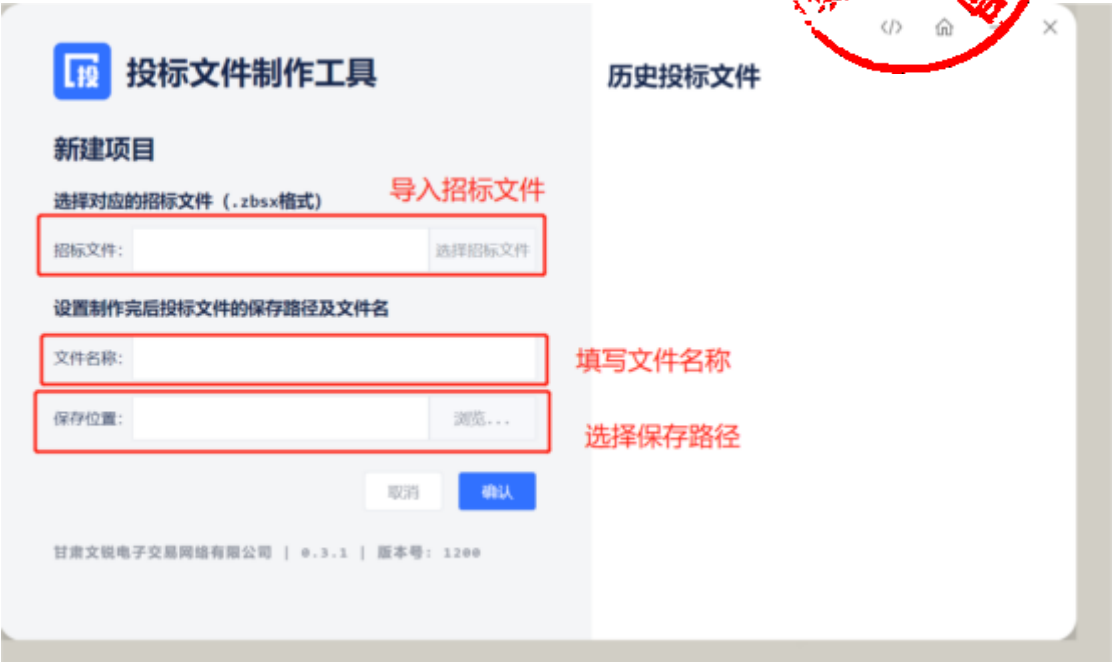 投标文件制作工具
历史投标文件
新建项目
选择对应的招标文件（.zbsx格式）
导入招标文件
招标文件：
选择招标文件
设置制作完后投标文件的保存路径及文件名
文件名称：
填写文件名称
保存位置：
浏览...
选择保存路径
取消
确认
甘肃文锐电子交易网络有限公司 | 0.3.1 | 版本号：1200